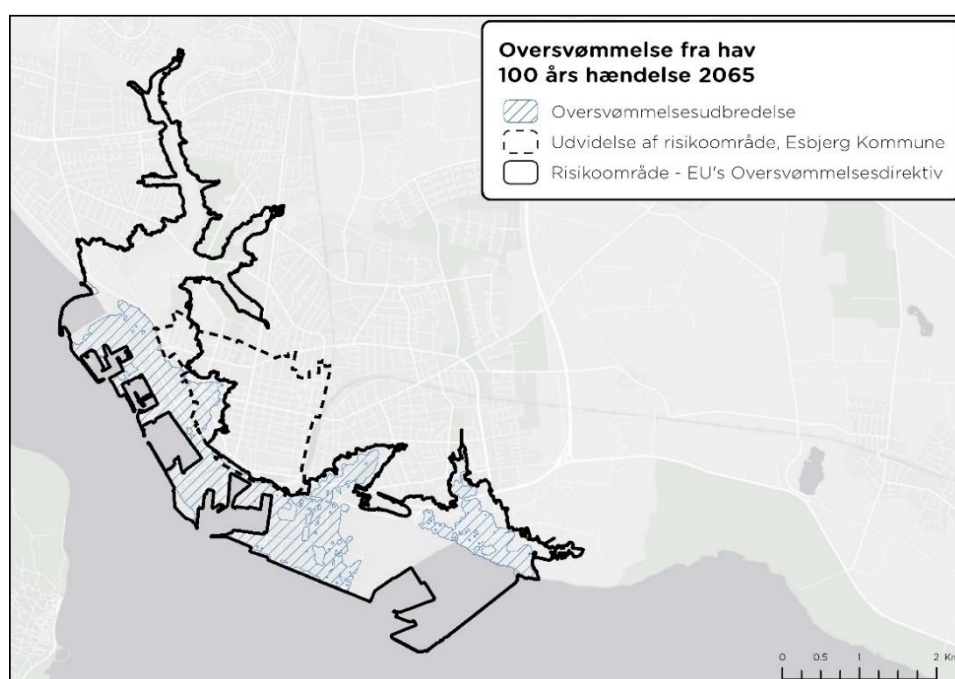 Oversvømmelse fra hav
100 års hændelse 2065
Oversvømmelsesudbredelse
Udvidelse af risikoområde, Esbjerg Kommune
Risikoområde - EU's Oversvømmelsesdirektiv
0 0.5 1 2 Km